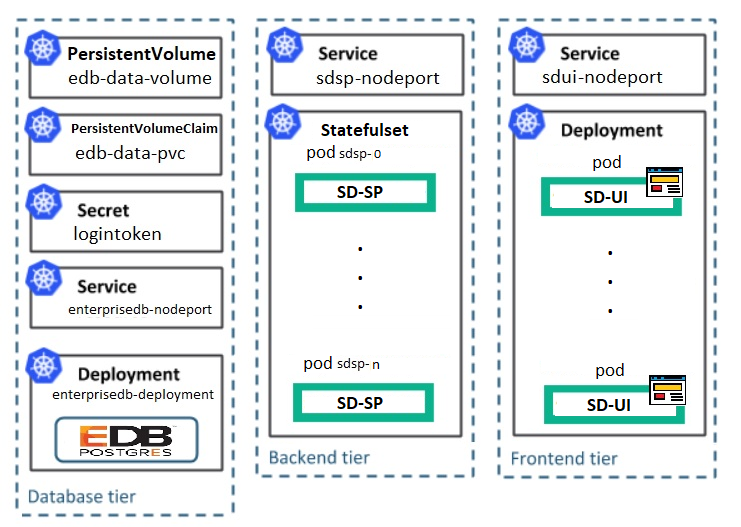 PersistentVolume
edb-data-volume
PersistentVolumeClaim
edb-data-pvc
Secret
logintoken
Service
enterprisedb-nodeport
Deployment
enterprisedb-deployment
EDB
POSTGRES
Database tier
Service
sdsp-nodeport
Statefulset
pod sdsp-0
SD-SP
.
.
.
pod sdsp-n
SD-SP
Backend tier
Service
sdui-nodeport
Deployment
pod
SD-UI
.
.
.
pod
SD-UI
Frontend tier